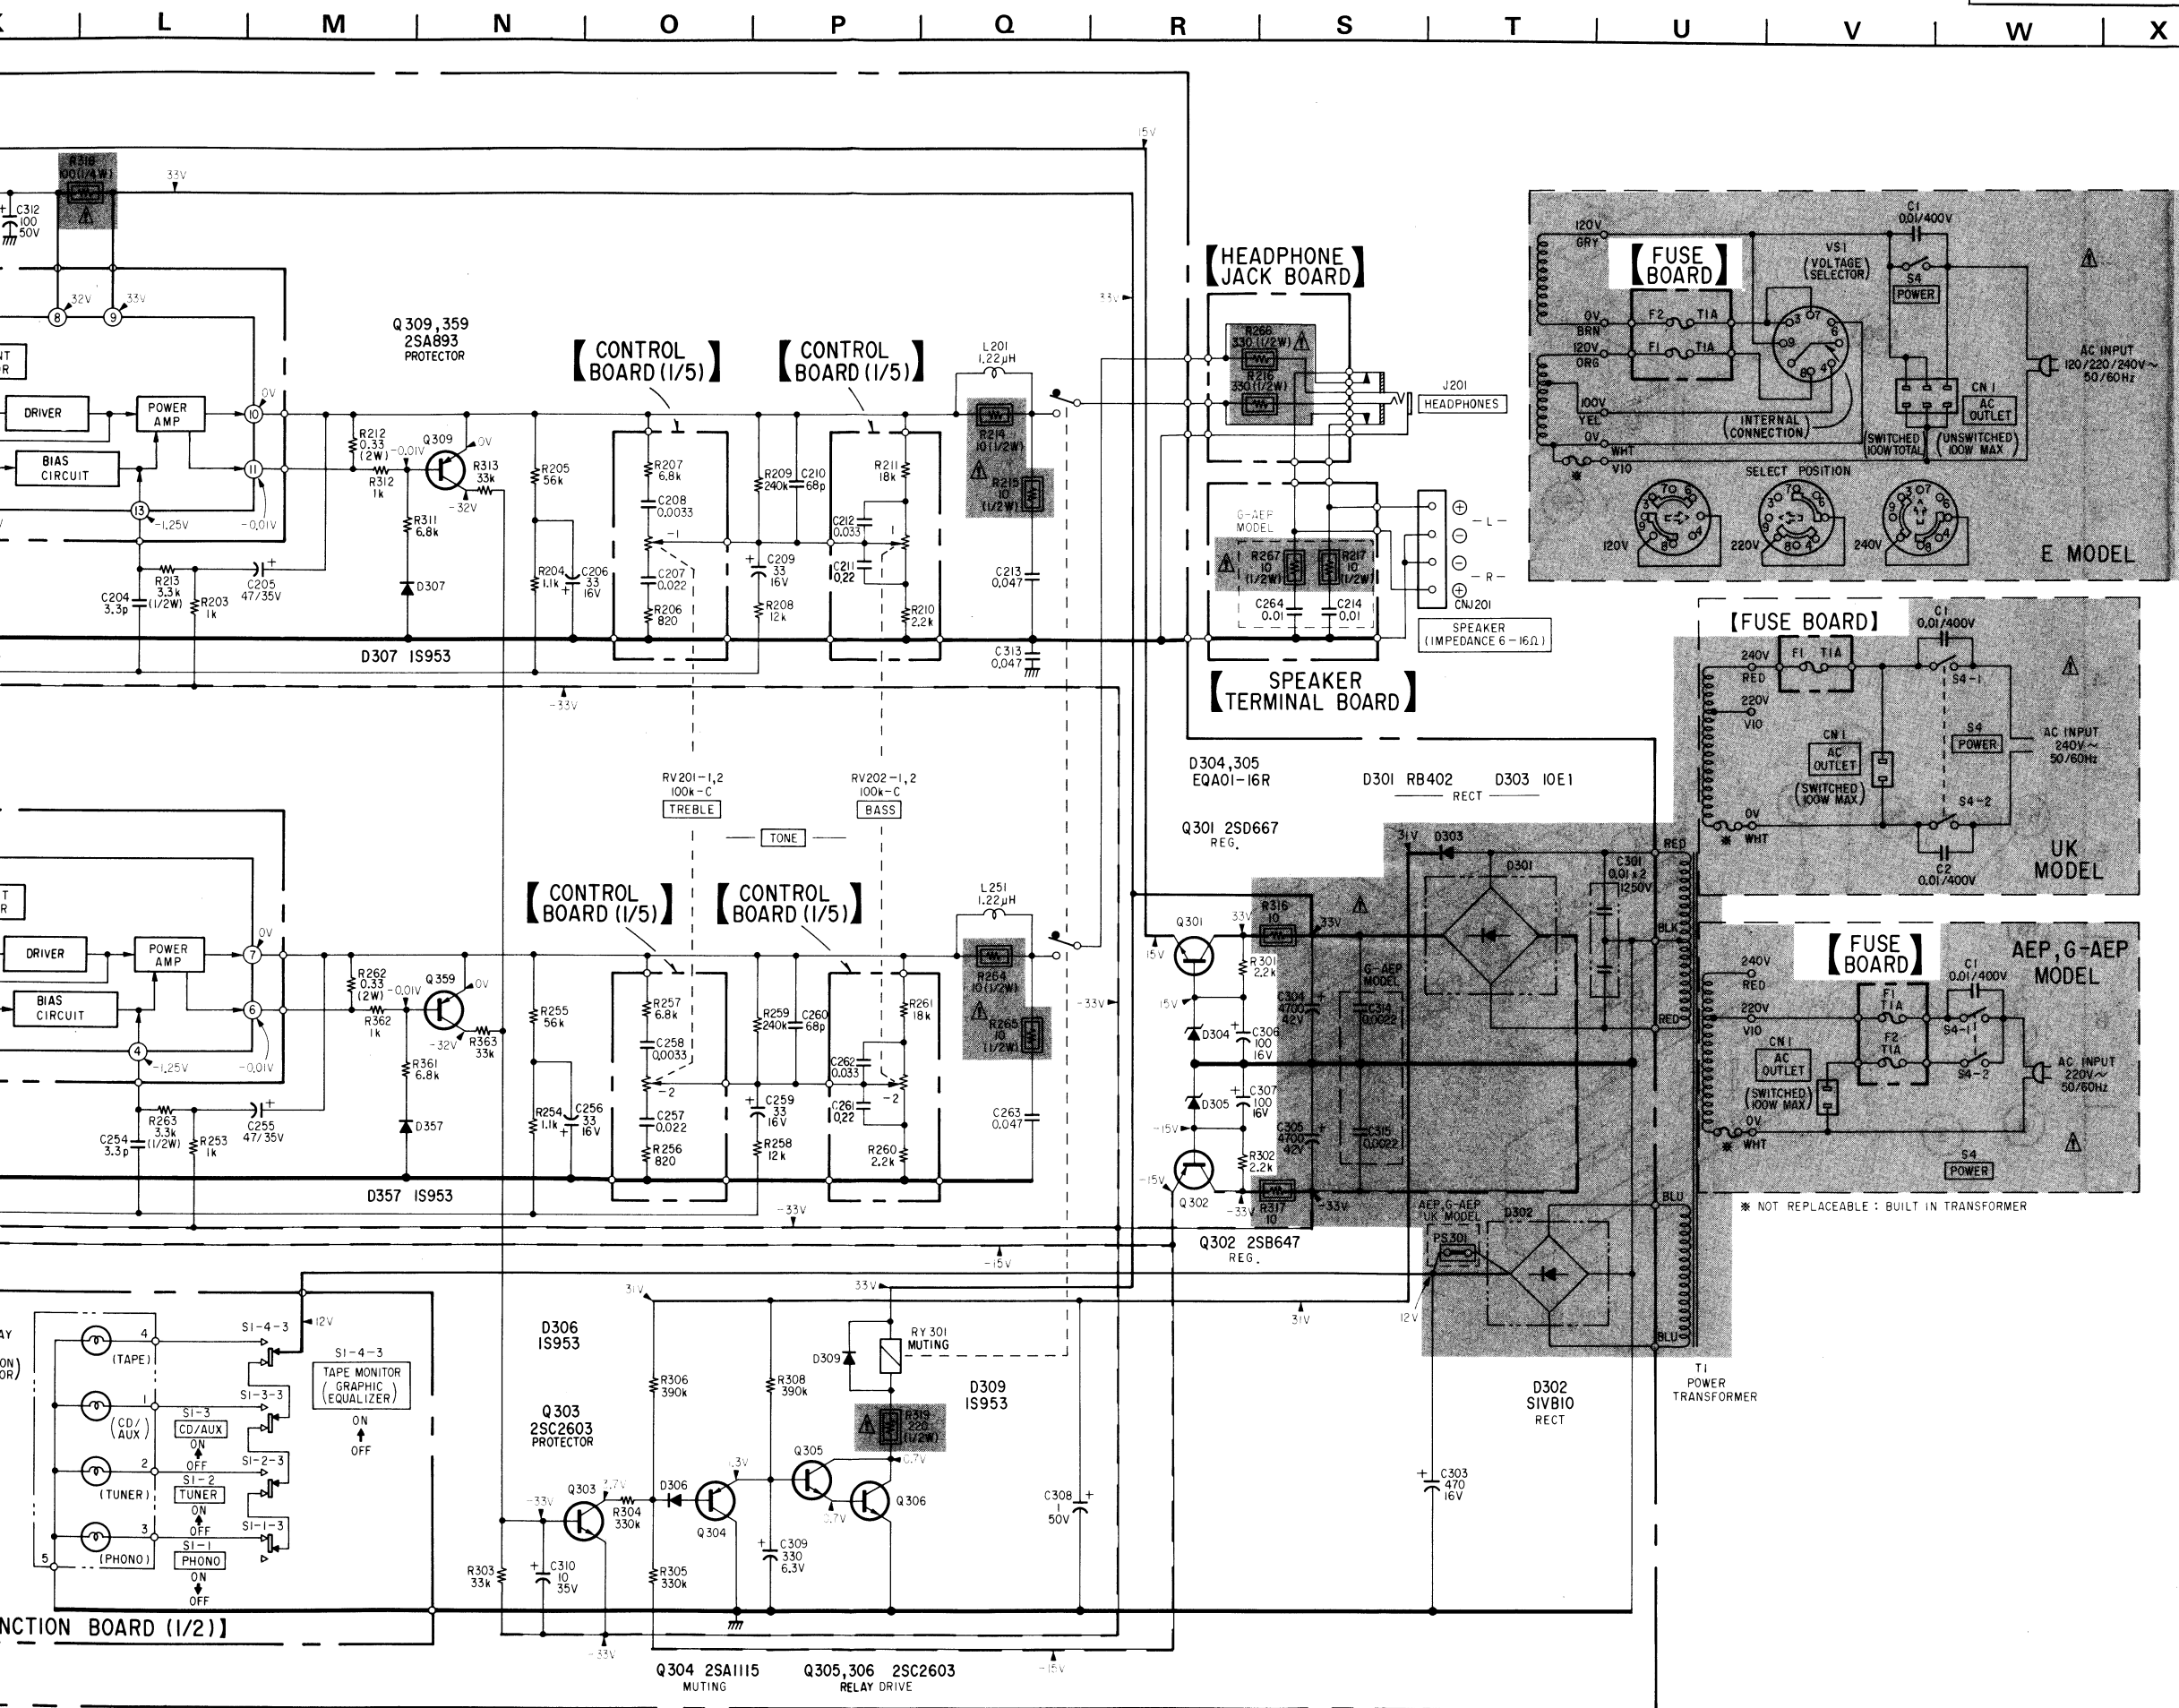 L M N O P Q R S T U V W X
15V
R318
100(1/4W)
33V
C312
100
50V
32V
33V
8
9
DRIVER
POWER
AMP
BIAS
CIRCUIT
10
11
13
0V
-1.25V
-0.01V
R213
3.3k
(1/2W)
C204
3.3p
R203
1k
C205
47/35V
R212
0.33
(2W)
-0.01V
R312
1k
Q309,359
2SA893
PROTECTOR
Q309
0V
R313
33k
-32V
R311
6.8k
D307
D307 IS953
R205
56k
R204
1.1k
C206
33
16V
【CONTROL
BOARD(1/5)】
R207
6.8k
C208
0.0033
-1
C207
0.022
R206
820
【CONTROL
BOARD(1/5)】
R209
240k
C210
68p
C209
33
16V
R208
12k
R211
18k
C212
0.033
1
C211
0.22
R210
2.2k
L201
1.22μH
R214
10(1/2W)
R215
10
(1/2W)
C213
0.047
C313
0.047
-33V
33V
【HEADPHONE
JACK BOARD】
R266
330(1/2W)
R216
330(1/2W)
J201
HEADPHONES
G-AEP
MODEL
R267
10
(1/2W)
R217
10
(1/2W)
C264
0.01
C214
0.01
⊕
-L-
⊖
⊖
-R-
⊕
CNJ201
SPEAKER
(IMPEDANCE 6-16Ω)
【SPEAKER
TERMINAL BOARD】
120V
GRY
0V
BRN
120V
ORG
100V
YEL
0V
WHT
VIO
※
【FUSE
BOARD】
F2 T1A
F1 T1A
VS1
(VOLTAGE
SELECTOR)
C1
0.01/400V
S4
POWER
(INTERNAL
CONNECTION)
CN1
AC
OUTLET
(SWITCHED
100W TOTAL)
(UNSWITCHED
100W MAX)
AC INPUT
120/220/240V~
50/60Hz
SELECT POSITION
120V
220V
240V
E MODEL
【FUSE BOARD】
240V
RED
220V
VIO
F1 T1A
C1
0.01/400V
S4-1
S4
POWER
CN1
AC
OUTLET
(SWITCHED
100W MAX)
S4-2
0V
※ WHT
C2
0.01/400V
AC INPUT
240V~
50/60Hz
UK
MODEL
【FUSE
BOARD】
AEP, G-AEP
MODEL
240V
RED
220V
VIO
F1
T1A
F2
T1A
C1
0.01/400V
S4-1
S4-2
CN1
AC
OUTLET
(SWITCHED
100W MAX)
0V
※ WHT
S4
POWER
AC INPUT
220V~
50/60Hz
※ NOT REPLACEABLE : BUILT IN TRANSFORMER
RV201-1,2
100k-C
TREBLE
RV202-1,2
100k-C
BASS
TONE
D304,305
EQA01-16R
D301 RB402 D303 10E1
RECT
Q301 2SD667
REG.
DRIVER
POWER
AMP
BIAS
CIRCUIT
7
6
4
0V
-1.25V
-0.01V
R263
3.3k
(1/2W)
C254
3.3p
R253
1k
C255
47/35V
R262
0.33
(2W)
-0.01V
R362
1k
Q359
0V
-32V
R363
33k
R361
6.8k
D357
D357 IS953
R255
56k
R254
1.1k
C256
33
16V
【CONTROL
BOARD(1/5)】
R257
6.8k
C258
0.0033
-2
C257
0.022
R256
820
【CONTROL
BOARD(1/5)】
R259
240k
C260
68p
C259
33
16V
R258
12k
R261
18k
C262
0.033
-2
C261
0.22
R260
2.2k
L251
1.22μH
R264
10(1/2W)
R265
10
(1/2W)
C263
0.047
-33V
-33V
-15V
Q301
15V
33V
R316
10
33V
R301
2.2k
15V
D304
C306
100
16V
D305
C307
100
16V
-15V
R302
2.2k
-15V
Q302
-33V
R317
10
-33V
Q302 2SB647
REG.
C304
4700
42V
C305
4700
42V
G-AEP
MODEL
C314
0.0022
C315
0.0022
31V
D303
D301
C301
0.01×2
1250V
RED
BLK
RED
BLU
BLU
AEP, G-AEP
UK MODEL
PS301
D302
12V
31V
T1
POWER
TRANSFORMER
D302
S1VB10
RECT
C303
470
16V
4
(TAPE)
1
(CD/
AUX)
2
(TUNER)
3
(PHONO)
5
S1-4-3
12V
S1-4-3
TAPE MONITOR
(GRAPHIC
EQUALIZER)
ON
OFF
S1-3-3
S1-3
CD/AUX
ON
OFF
S1-2-3
S1-2
TUNER
ON
OFF
S1-1-3
S1-1
PHONO
ON
OFF
NCTION BOARD (1/2)】
D306
IS953
Q303
2SC2603
PROTECTOR
31V
33V
R306
390k
R308
390k
D309
RY301
MUTING
D309
IS953
R319
220
(1/2W)
-33V
Q303
R304
330k
D306
Q304
Q305
0.7V
0.7V
Q306
R303
33k
C310
10
35V
R305
330k
C309
330
6.3V
C308
1
50V
-33V
-15V
Q304 2SA1115
MUTING
Q305,306 2SC2603
RELAY DRIVE